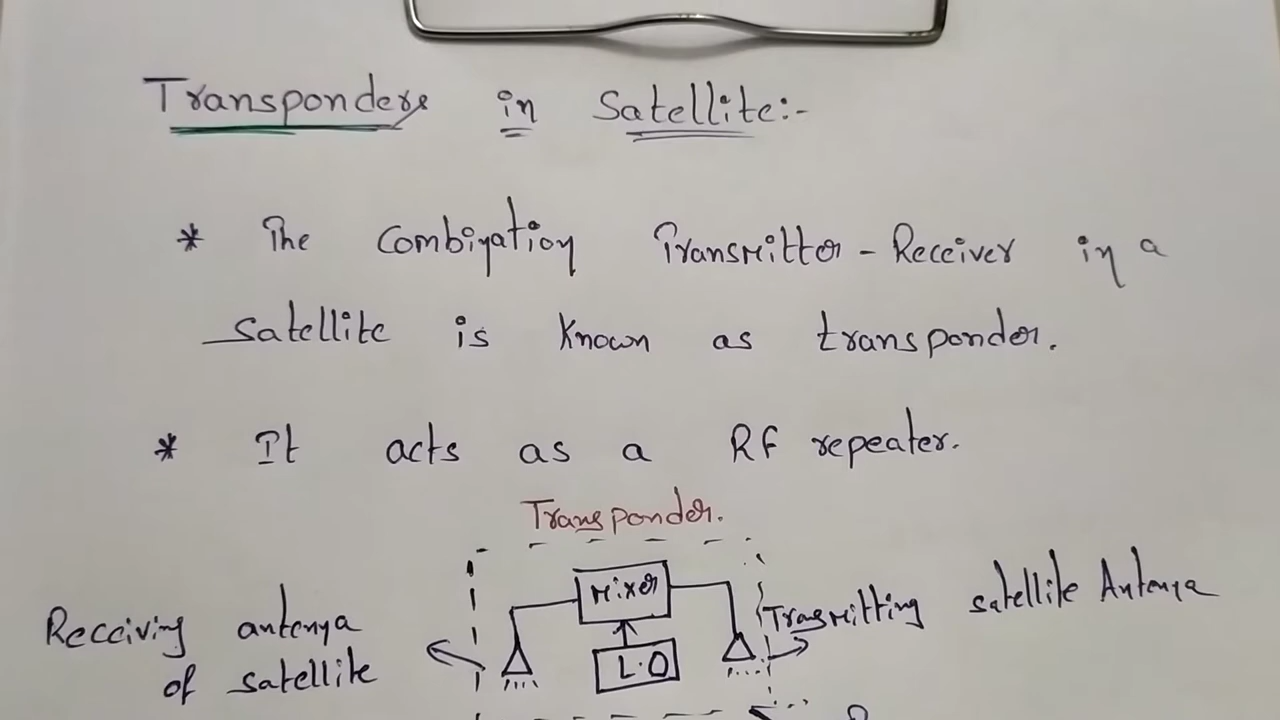 Transponders in Satellite:-
* The Combination Transmitter - Receiver in a
satellite is known as transponder.
* It acts as a RF repeater.
Transponder.
Mixer
L.O
Receiving antenna
of satellite
Transmitting satellite Antenna